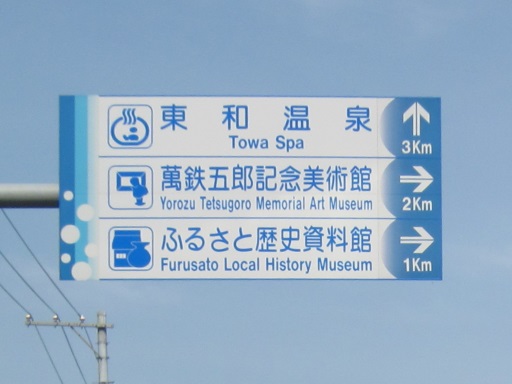 東和温泉
Towa Spa
3Km
萬鉄五郎記念美術館
Yorozu Tetsugoro Memorial Art Museum
2Km
ふるさと歴史資料館
Furusato Local History Museum
1Km